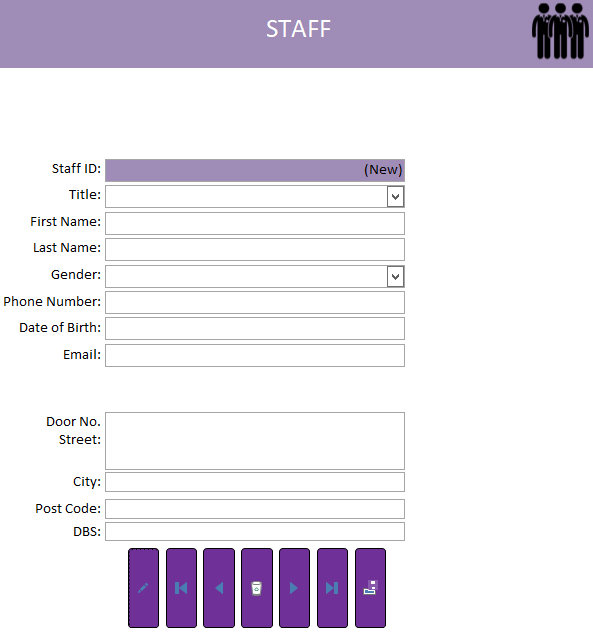 STAFF
Staff ID: (New)
Title:
First Name:
Last Name:
Gender:
Phone Number:
Date of Birth:
Email:
Door No.
Street:
City:
Post Code:
DBS: